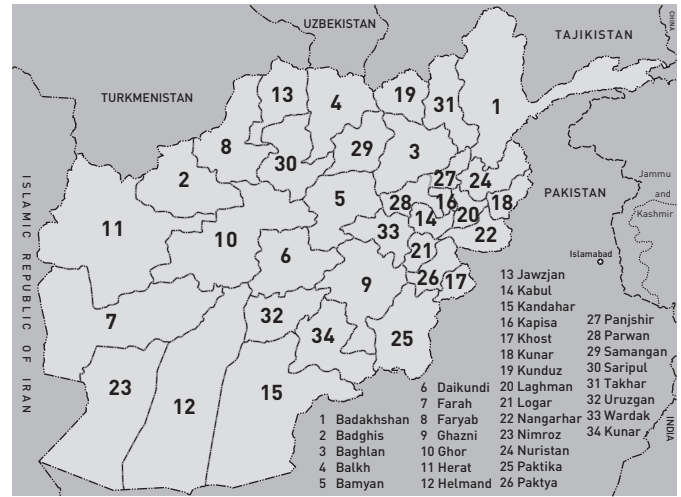 UZBEKISTAN
TAJIKISTAN
CHINA
TURKMENISTAN
13
4
19
31
1
8
29
3
30
2
27
24
5
28
16
18
20
14
11
10
33
22
6
21
26
17
9
7
32
34
25
23
12
15
PAKISTAN
Jammu
and
Kashmir
Islamabad
ISLAMIC REPUBLIC OF IRAN
INDIA
1 Badakhshan
2 Badghis
3 Baghlan
4 Balkh
5 Bamyan
6 Daikundi
7 Farah
8 Faryab
9 Ghazni
10 Ghor
11 Herat
12 Helmand
13 Jawzjan
14 Kabul
15 Kandahar
16 Kapisa
17 Khost
18 Kunar
19 Kunduz
20 Laghman
21 Logar
22 Nangarhar
23 Nimroz
24 Nuristan
25 Paktika
26 Paktya
27 Panjshir
28 Parwan
29 Samangan
30 Saripul
31 Takhar
32 Uruzgan
33 Wardak
34 Kunar